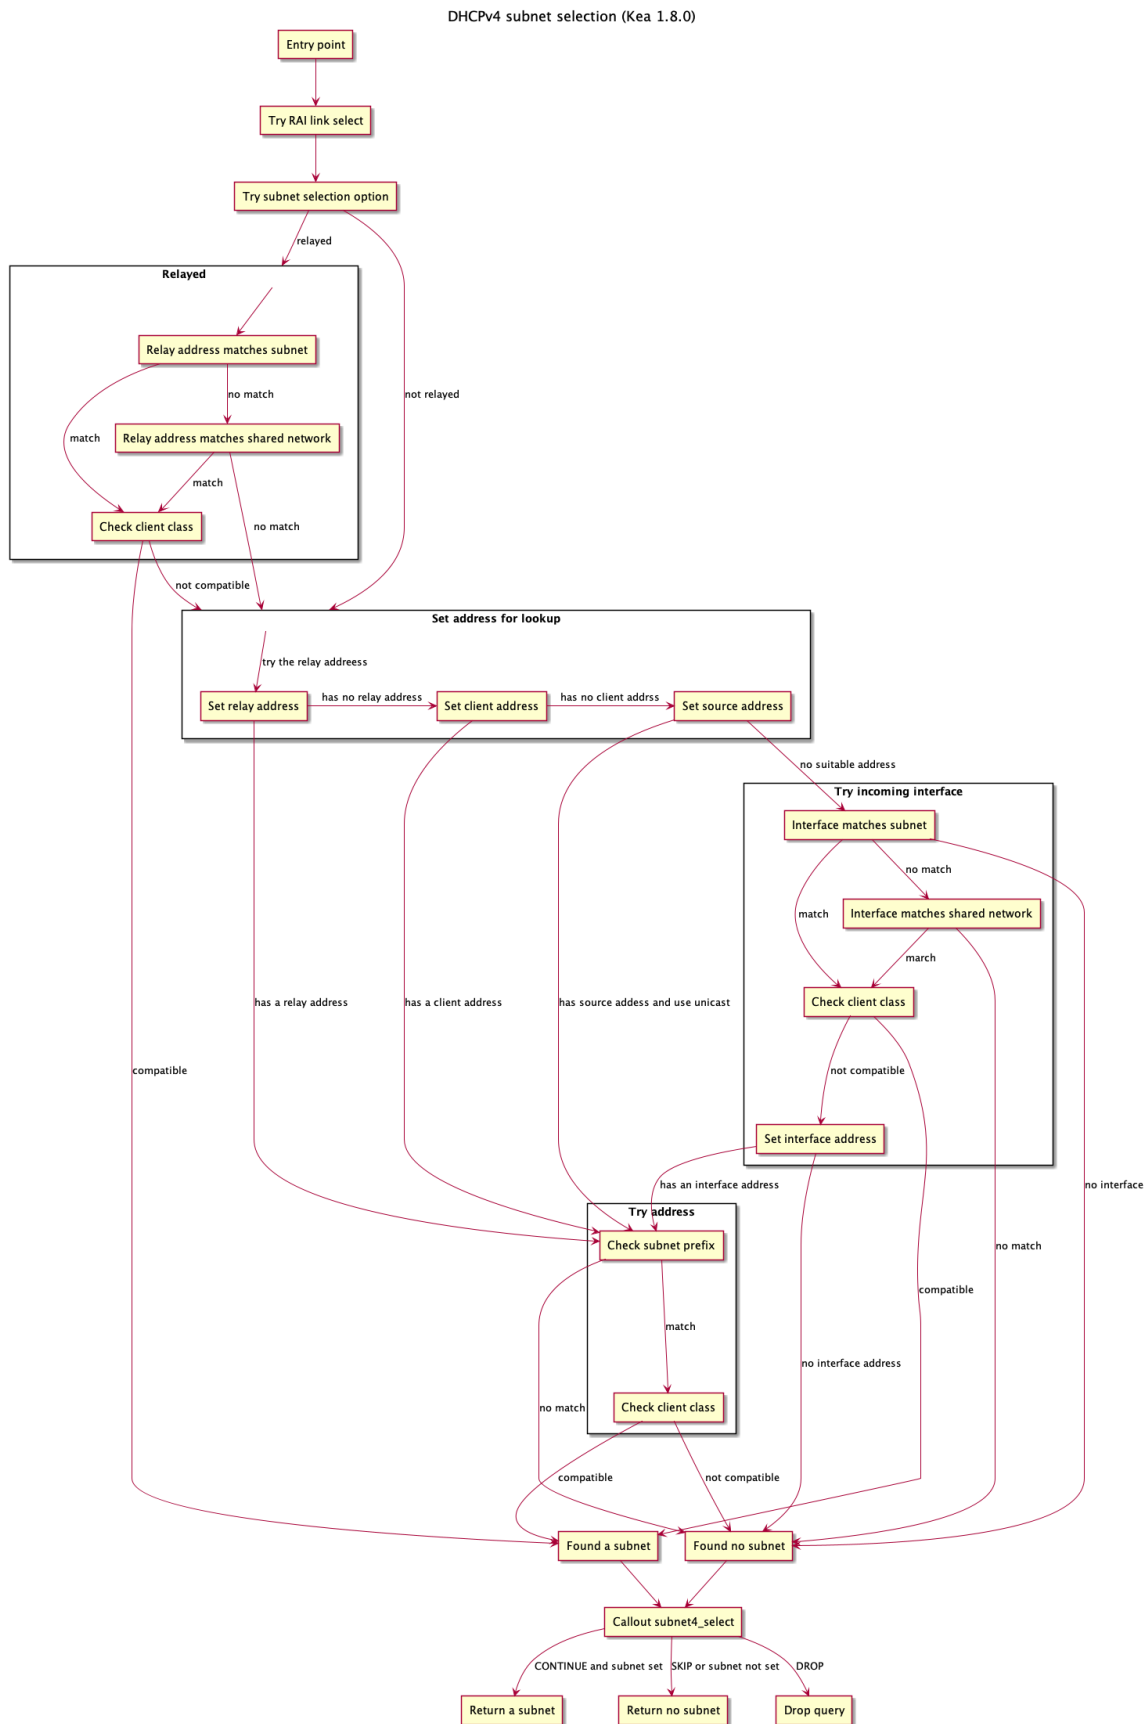 DHCPv4 subnet selection (Kea 1.8.0)
Entry point
Try RAI link select
Try subnet selection option
relayed
Relayed
Relay address matches subnet
no match
not relayed
match
Relay address matches shared network
match
no match
Check client class
not compatible
Set address for lookup
try the relay addreess
Set relay address
has no relay address
Set client address
has no client addrss
Set source address
no suitable address
Try incoming interface
Interface matches subnet
no match
match
Interface matches shared network
march
Check client class
has a relay address
has a client address
has source addess and use unicast
compatible
not compatible
Set interface address
has an interface address
no interface
Try address
Check subnet prefix
no match
compatible
match
no interface address
no match
Check client class
compatible
not compatible
Found a subnet
Found no subnet
Callout subnet4_select
CONTINUE and subnet set
SKIP or subnet not set
DROP
Return a subnet
Return no subnet
Drop query